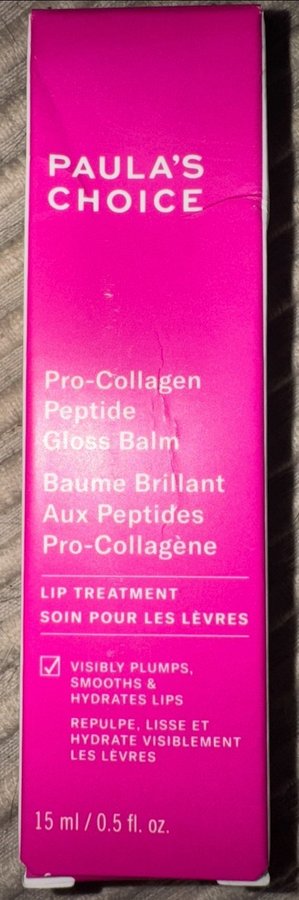 PAULA'S
CHOICE
Pro-Collagen
Peptide
Gloss Balm
Baume Brillant
Aux Peptides
Pro-Collagène
LIP TREATMENT
SOIN POUR LES LÈVRES
VISIBLY PLUMPS,
SMOOTHS &
HYDRATES LIPS
REPULPE, LISSE ET
HYDRATE VISIBLEMENT
LES LÈVRES
15 ml / 0.5 fl. oz.